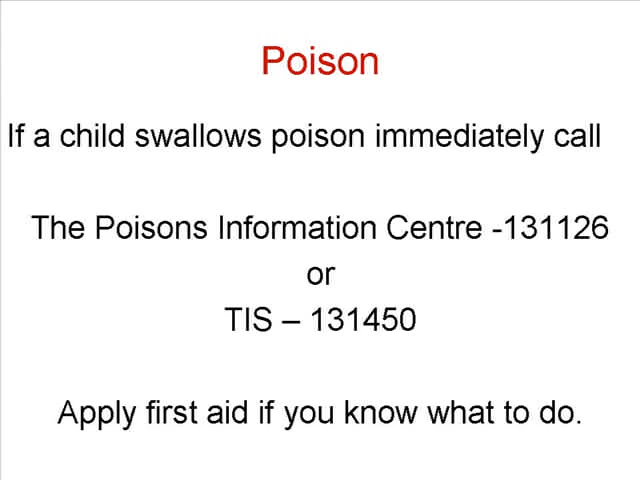 Poison
If a child swallows poison immediately call
The Poisons Information Centre -131126
or
TIS – 131450
Apply first aid if you know what to do.